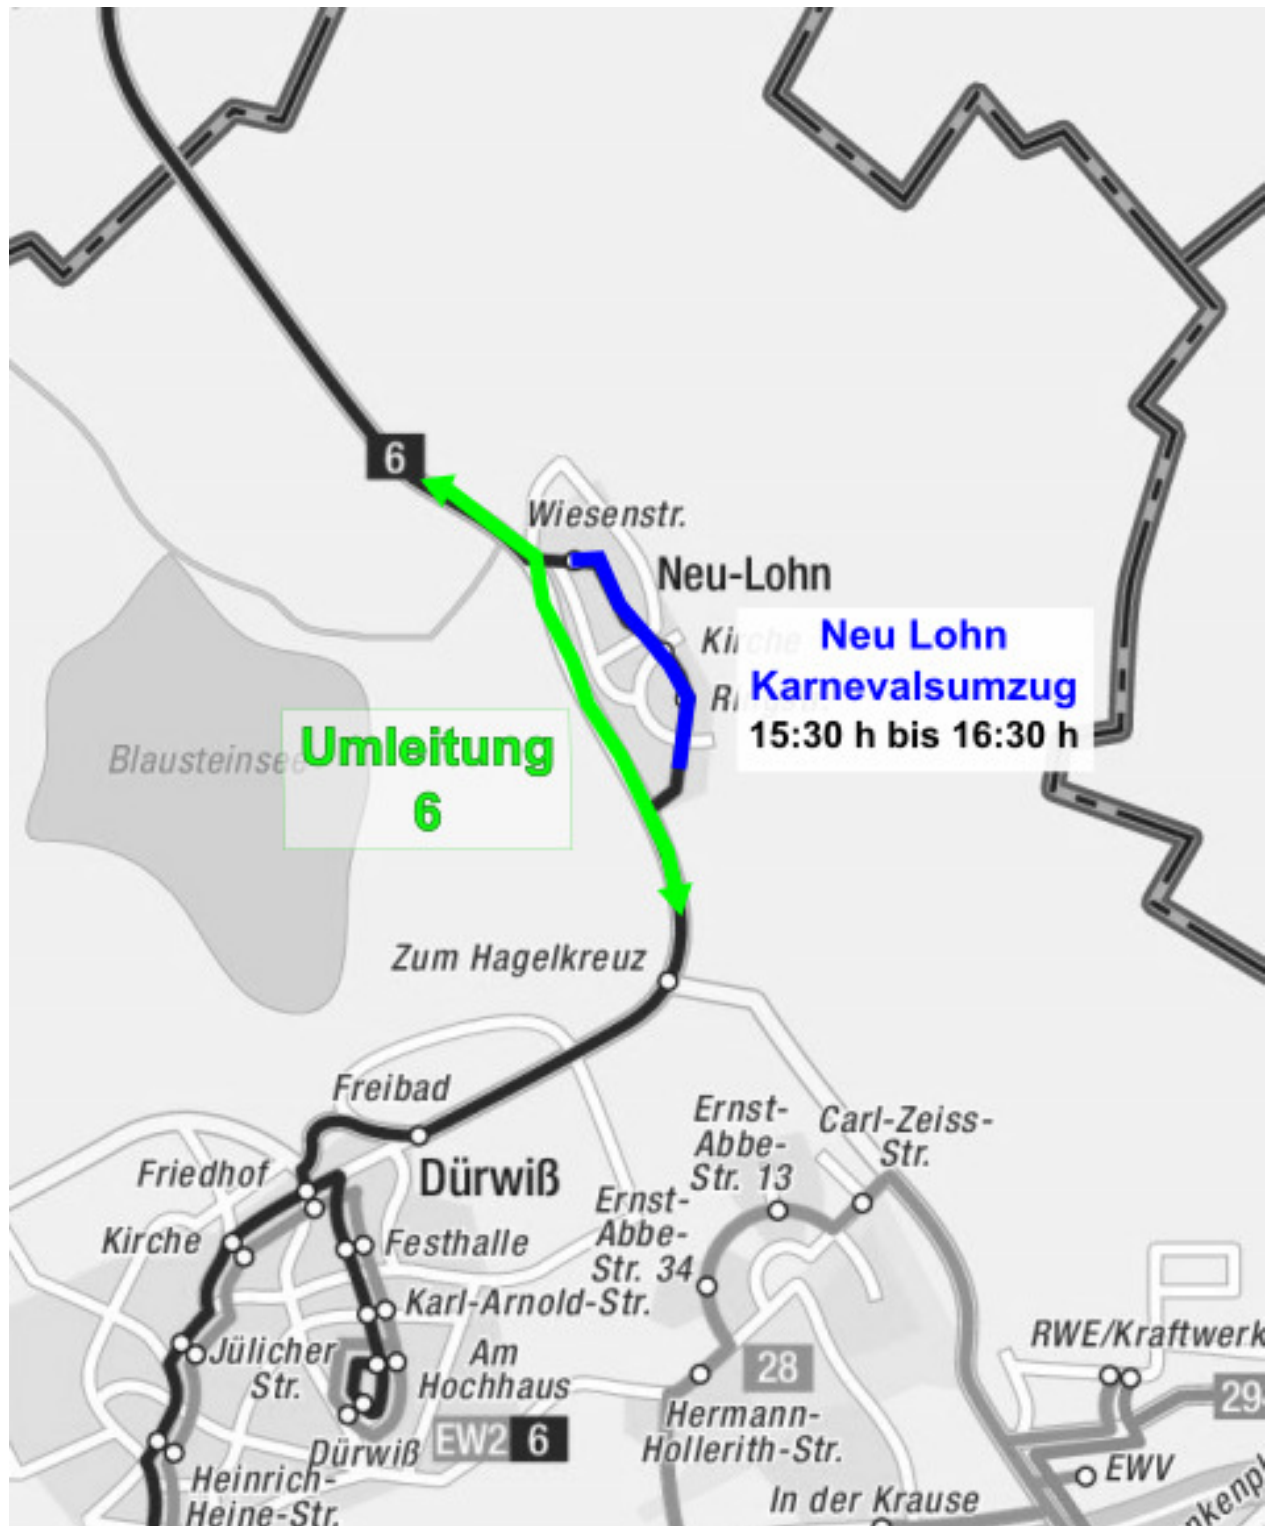 6
Wiesenstr.
Neu-Lohn
Kirche
Neu Lohn
Karnevalsumzug
15:30 h bis 16:30 h
Blausteinsee
Umleitung
6
Zum Hagelkreuz
Freibad
Friedhof
Dürwiß
Kirche
Festhalle
Karl-Arnold-Str.
Jülicher
Str.
Am
Hochhaus
Dürwiß
EW2 6
Heinrich-
Heine-Str.
Ernst-
Abbe-
Str. 13
Carl-Zeiss-
Str.
Ernst-
Abbe-
Str. 34
28
Hermann-
Hollerith-Str.
RWE/Kraftwerk
29
EWV
In der Krause